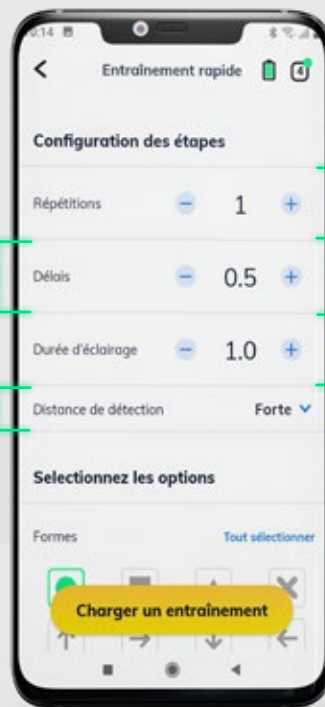 Entraînement rapide
4
Configuration des étapes
Répétitions
1
Délais
0.5
Durée d'éclairage
1.0
Distance de détection
Forte
Selectionnez les options
Formes
Tout sélectionner
Charger un entraînement